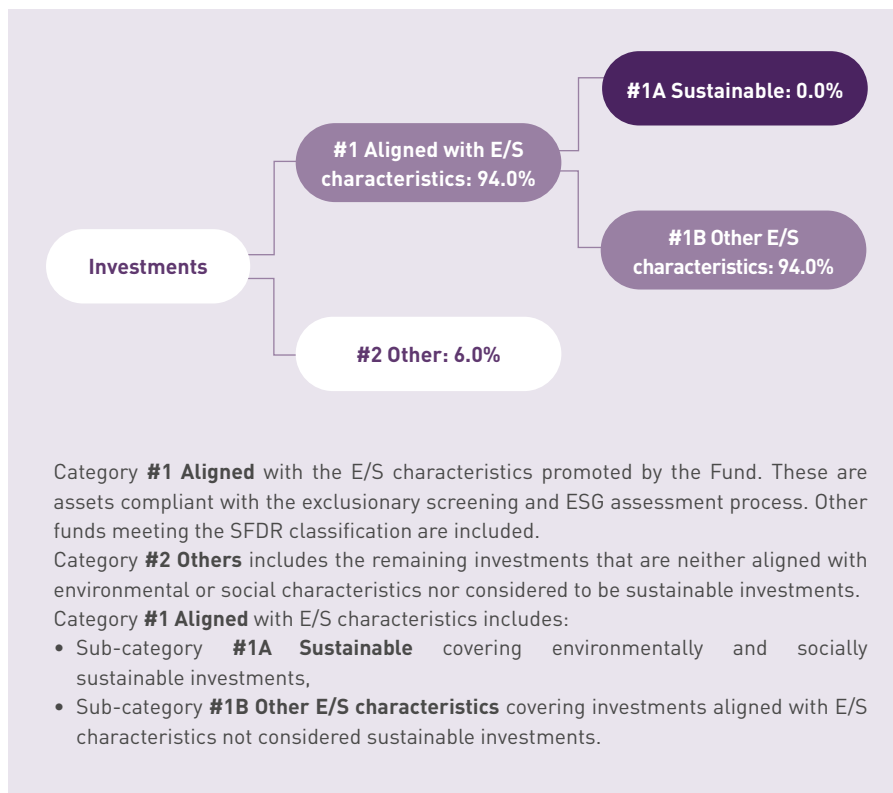 #1A Sustainable: 0.0%
#1 Aligned with E/S
characteristics: 94.0%
#1B Other E/S
characteristics: 94.0%
Investments
#2 Other: 6.0%
Category #1 Aligned with the E/S characteristics promoted by the Fund. These are
assets compliant with the exclusionary screening and ESG assessment process. Other
funds meeting the SFDR classification are included.
Category #2 Others includes the remaining investments that are neither aligned with
environmental or social characteristics nor considered to be sustainable investments.
Category #1 Aligned with E/S characteristics includes:
• Sub-category #1A Sustainable covering environmentally and socially
sustainable investments,
• Sub-category #1B Other E/S characteristics covering investments aligned with E/S
characteristics not considered sustainable investments.